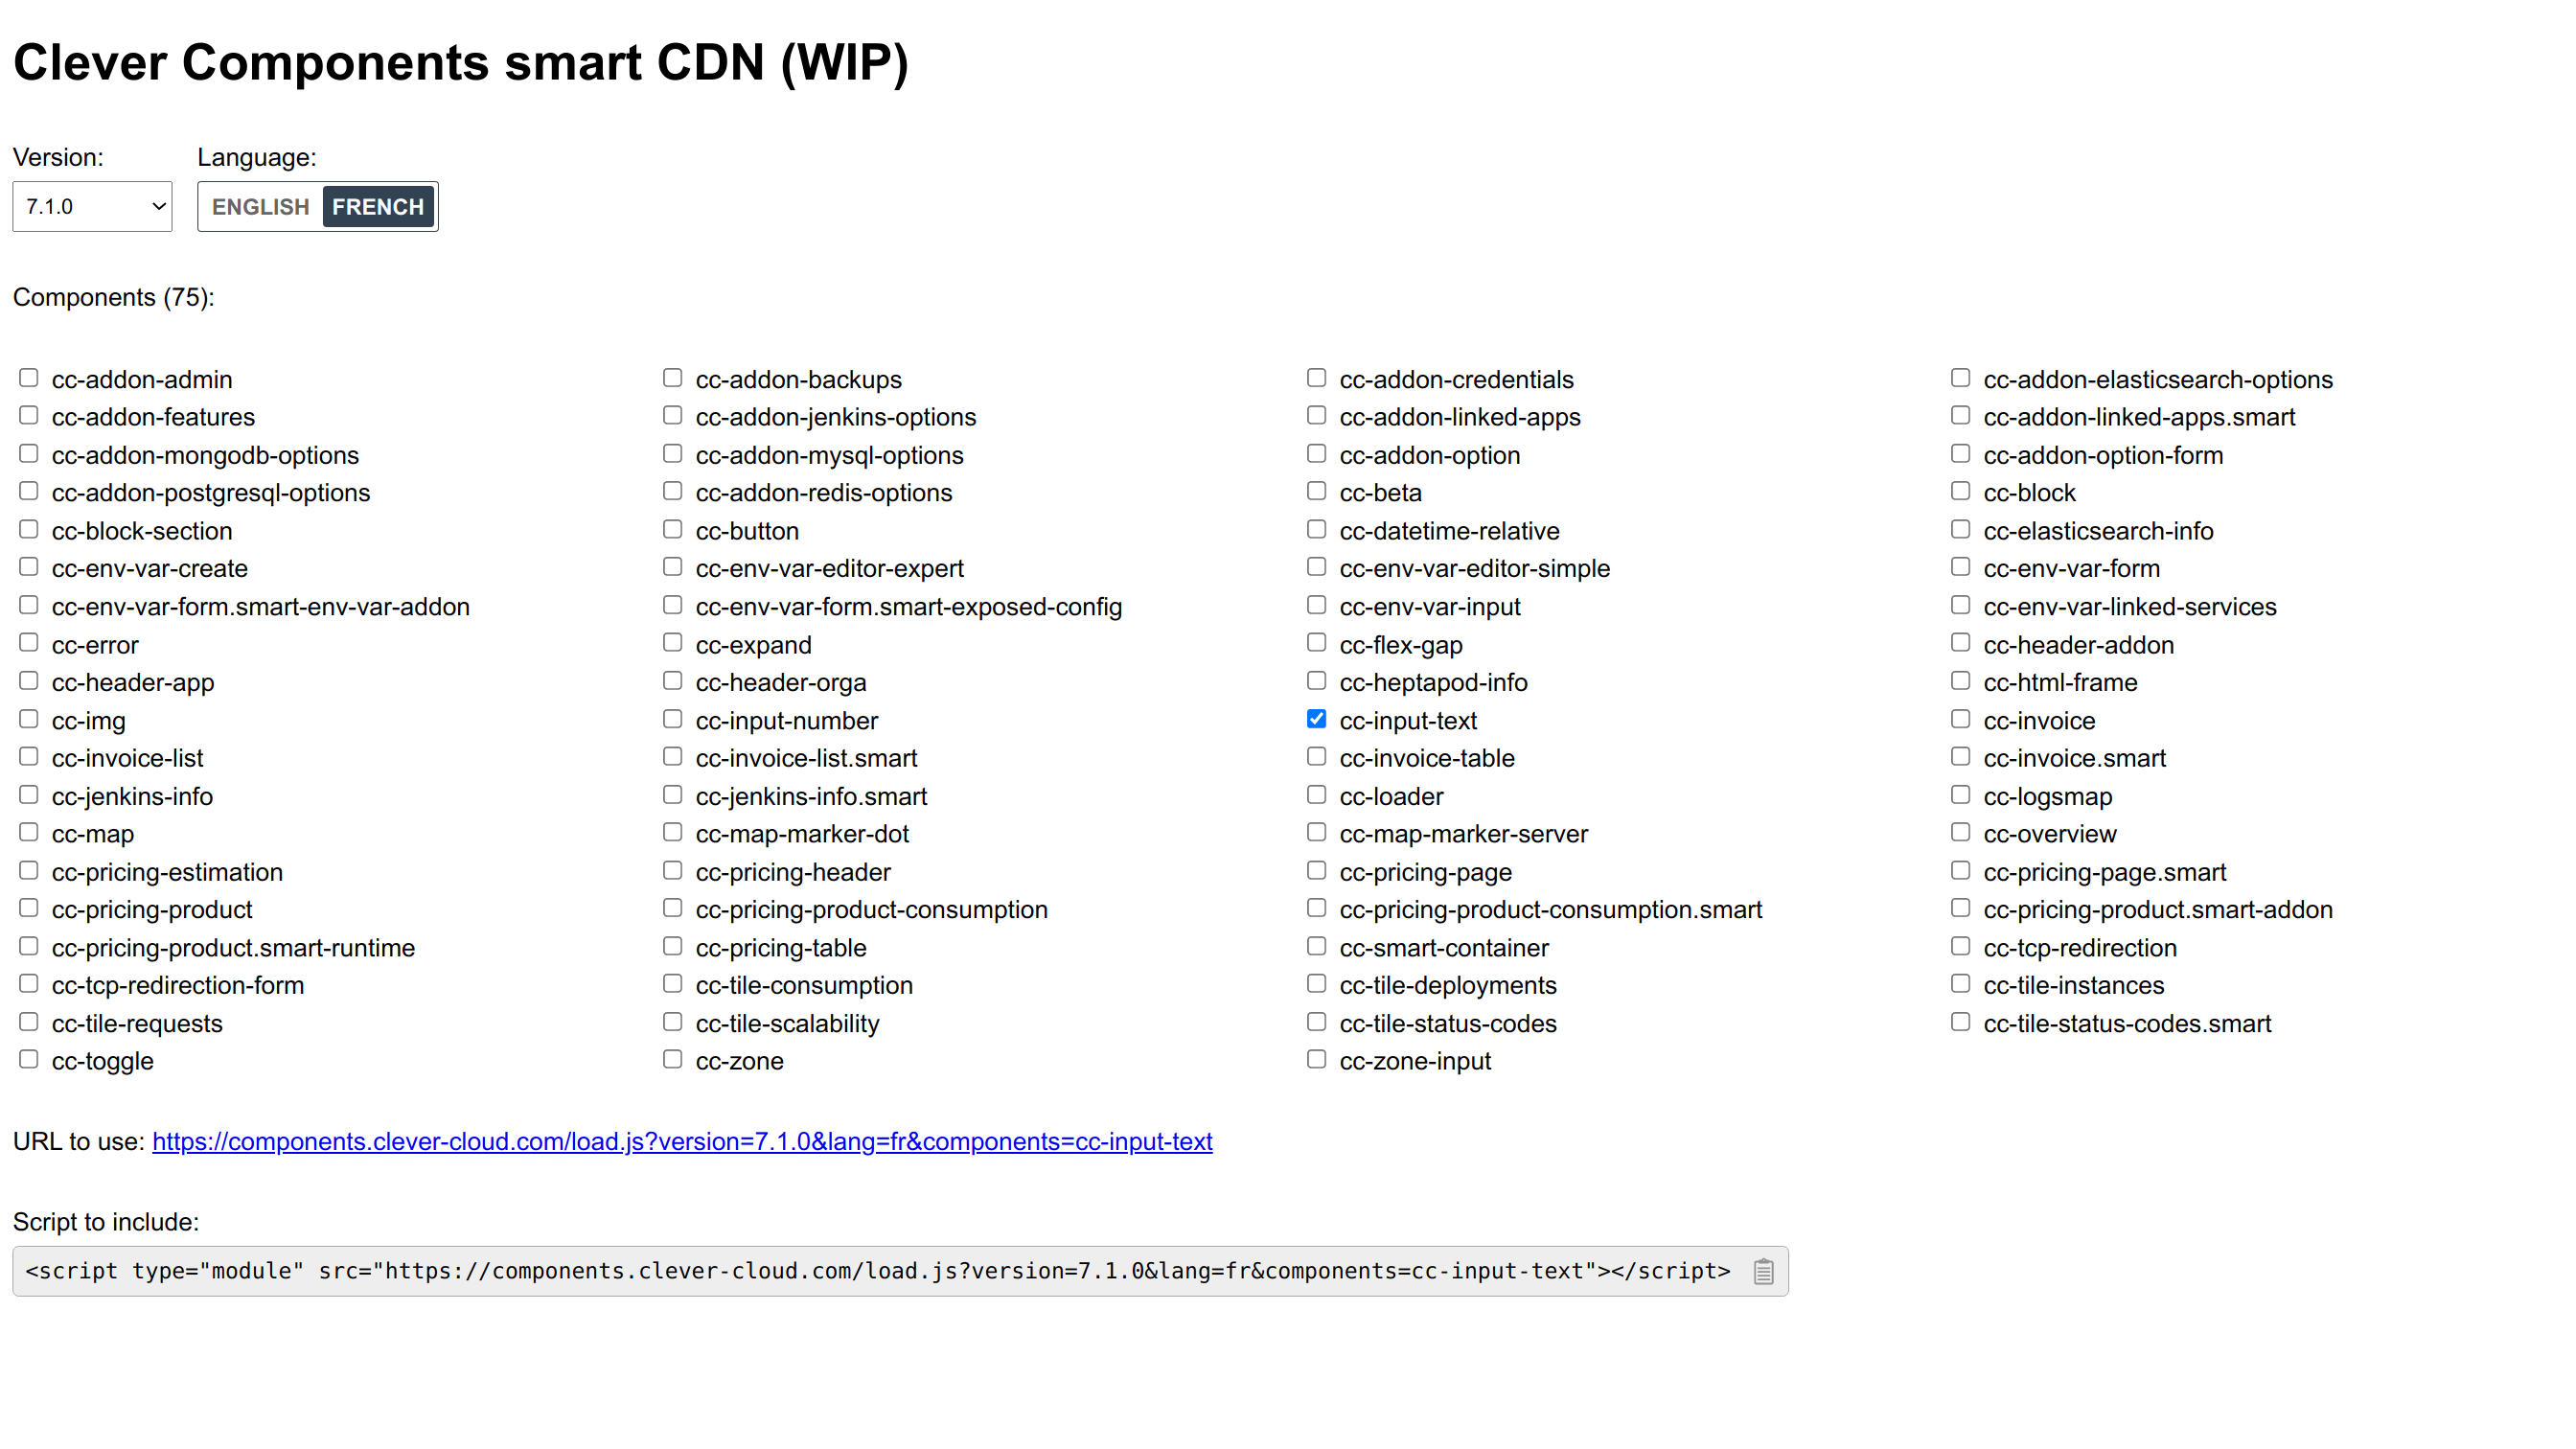 Clever Components smart CDN (WIP)
Version: Language:
7.1.0 ENGLISH FRENCH
Components (75):
cc-addon-admin cc-addon-backups cc-addon-credentials cc-addon-elasticsearch-options
cc-addon-features cc-addon-jenkins-options cc-addon-linked-apps cc-addon-linked-apps.smart
cc-addon-mongodb-options cc-addon-mysql-options cc-addon-option cc-addon-option-form
cc-addon-postgresql-options cc-addon-redis-options cc-beta cc-block
cc-block-section cc-button cc-datetime-relative cc-elasticsearch-info
cc-env-var-create cc-env-var-editor-expert cc-env-var-editor-simple cc-env-var-form
cc-env-var-form.smart-env-var-addon cc-env-var-form.smart-exposed-config cc-env-var-input cc-env-var-linked-services
cc-error cc-expand cc-flex-gap cc-header-addon
cc-header-app cc-header-orga cc-heptapod-info cc-html-frame
cc-img cc-input-number cc-input-text cc-invoice
cc-invoice-list cc-invoice-list.smart cc-invoice-table cc-invoice.smart
cc-jenkins-info cc-jenkins-info.smart cc-loader cc-logsmap
cc-map cc-map-marker-dot cc-map-marker-server cc-overview
cc-pricing-estimation cc-pricing-header cc-pricing-page cc-pricing-page.smart
cc-pricing-product cc-pricing-product-consumption cc-pricing-product-consumption.smart cc-pricing-product.smart-addon
cc-pricing-product.smart-runtime cc-pricing-table cc-smart-container cc-tcp-redirection
cc-tcp-redirection-form cc-tile-consumption cc-tile-deployments cc-tile-instances
cc-tile-requests cc-tile-scalability cc-tile-status-codes cc-tile-status-codes.smart
cc-toggle cc-zone cc-zone-input
URL to use: https://components.clever-cloud.com/load.js?version=7.1.0&lang=fr&components=cc-input-text
Script to include:
<script type="module" src="https://components.clever-cloud.com/load.js?version=7.1.0&lang=fr&components=cc-input-text"></script>